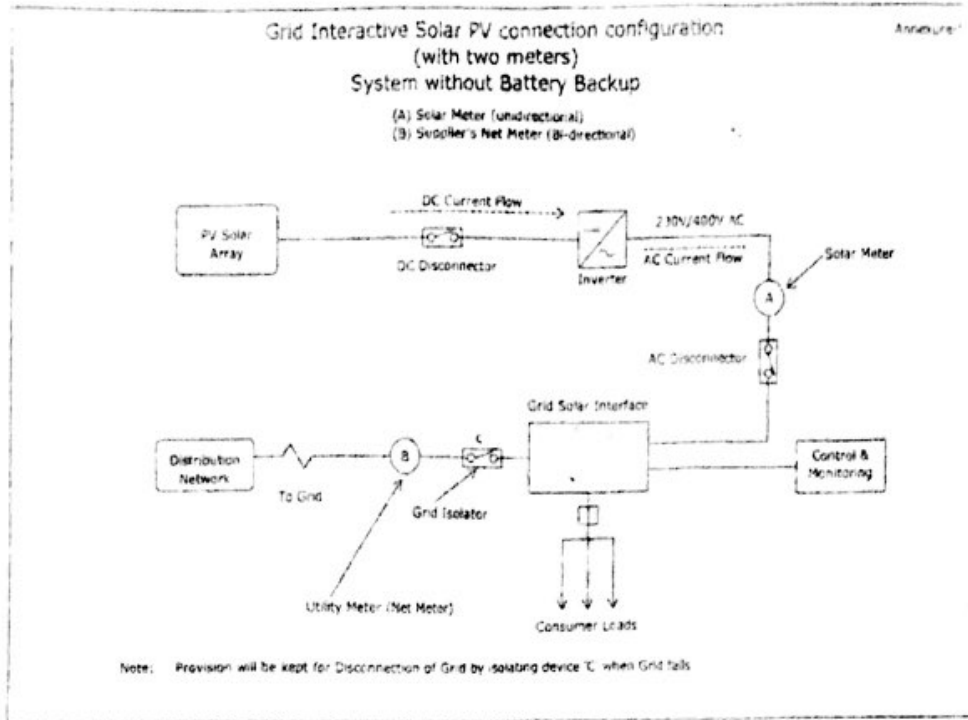 Grid Interactive Solar PV connection configuration
(with two meters)
System without Battery Backup
Annexure-
(A) Solar Meter (unidirectional)
(B) Supplier's Net Meter (Bi-directional)
DC Current Flow
PV Solar
Array
DC Disconnector
Inverter
230V/400V AC
AC Current Flow
Solar Meter
A
AC Disconnector
Grid Solar Interface
Distribution
Network
To Grid
B
C
Grid Isolator
Control &
Monitoring
Utility Meter (Net Meter)
Consumer Loads
Note: Provision will be kept for Disconnection of Grid by isolating device 'C' when Grid fails